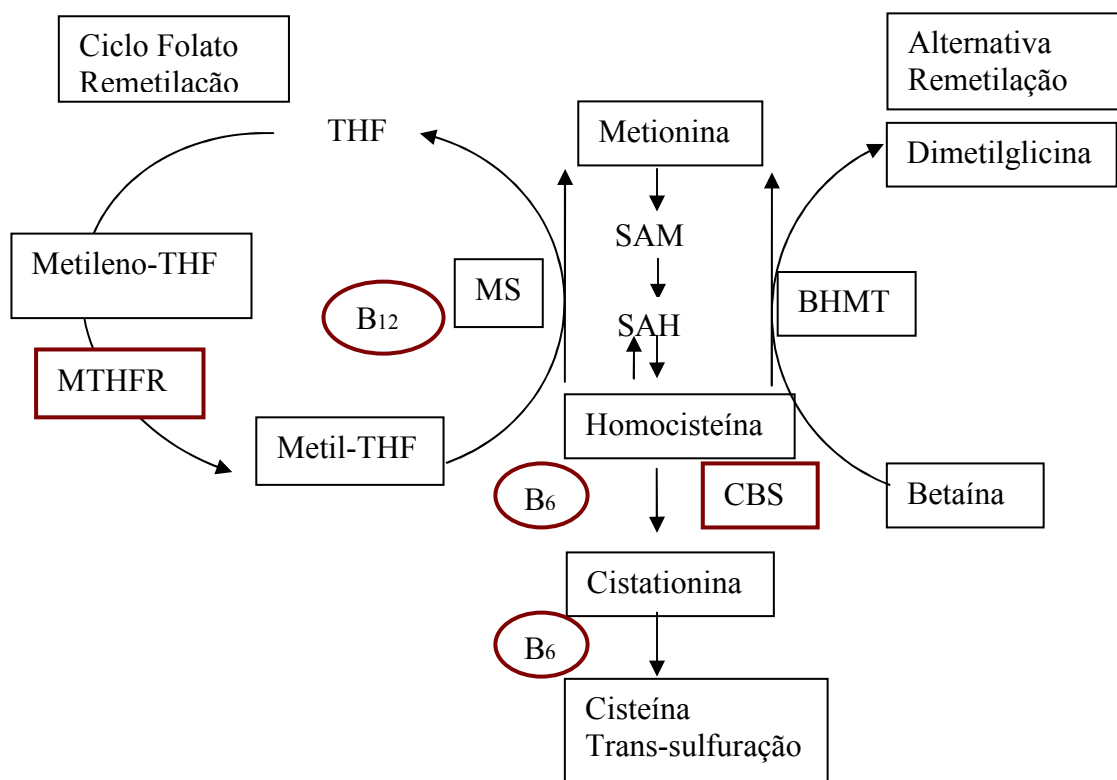 Ciclo Folato
Remetilação
Alternativa
Remetilação
THF
Metionina
Dimetilglicina
Metileno-THF
SAM
MS
BHMT
B12
SAH
MTHFR
Metil-THF
Homocisteína
B6
CBS
Betaína
Cistationina
B6
Cisteína
Trans-sulfuração